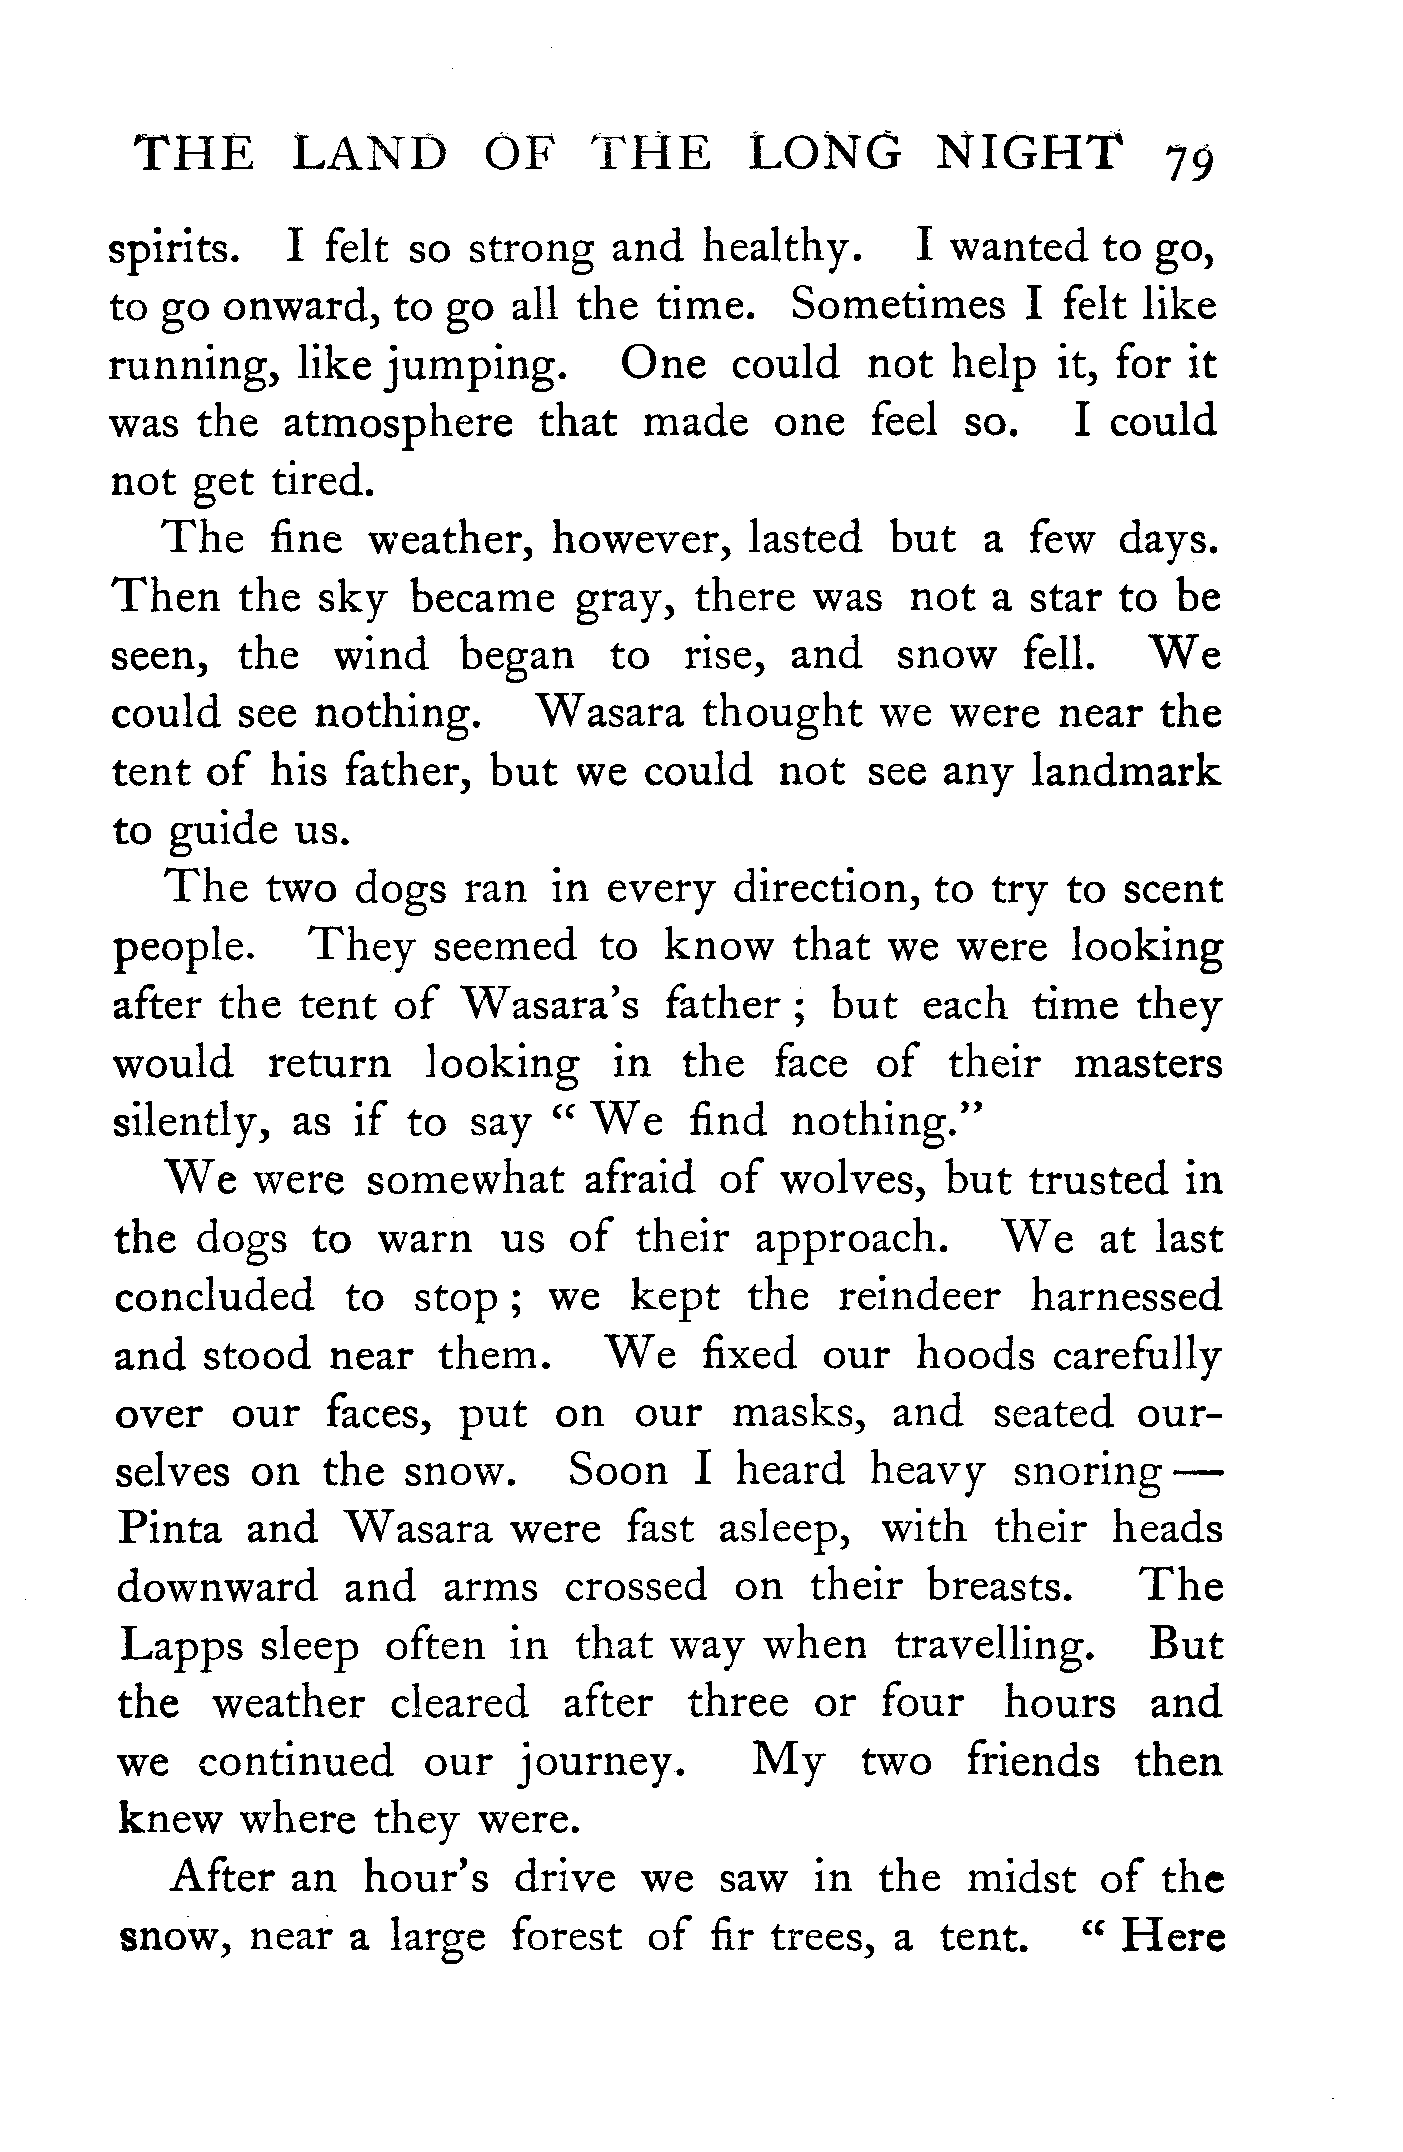 THE LAND OF THE LONG NIGHT 79
spirits. I felt so strong and healthy. I wanted to go,
to go onward, to go all the time. Sometimes I felt like
running, like jumping. One could not help it, for it
was the atmosphere that made one feel so. I could
not get tired.
The fine weather, however, lasted but a few days.
Then the sky became gray, there was not a star to be
seen, the wind began to rise, and snow fell. We
could see nothing. Wasara thought we were near the
tent of his father, but we could not see any landmark
to guide us.
The two dogs ran in every direction, to try to scent
people. They seemed to know that we were looking
after the tent of Wasara's father ; but each time they
would return looking in the face of their masters
silently, as if to say “ We find nothing.”
We were somewhat afraid of wolves, but trusted in
the dogs to warn us of their approach. We at last
concluded to stop ; we kept the reindeer harnessed
and stood near them. We fixed our hoods carefully
over our faces, put on our masks, and seated our-
selves on the snow. Soon I heard heavy snoring —
Pinta and Wasara were fast asleep, with their heads
downward and arms crossed on their breasts. The
Lapps sleep often in that way when travelling. But
the weather cleared after three or four hours and
we continued our journey. My two friends then
knew where they were.
After an hour's drive we saw in the midst of the
snow, near a large forest of fir trees, a tent. “ Here